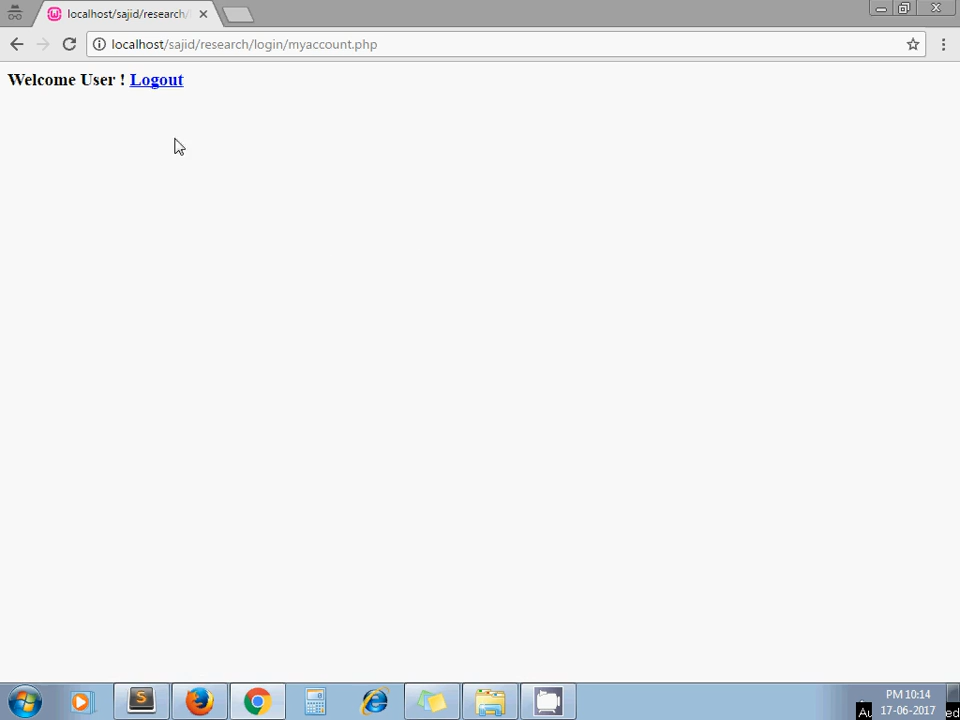 localhost/sajid/research/
localhost/sajid/research/login/myaccount.php
Welcome User ! Logout
S
PM 10:14
17-06-2017